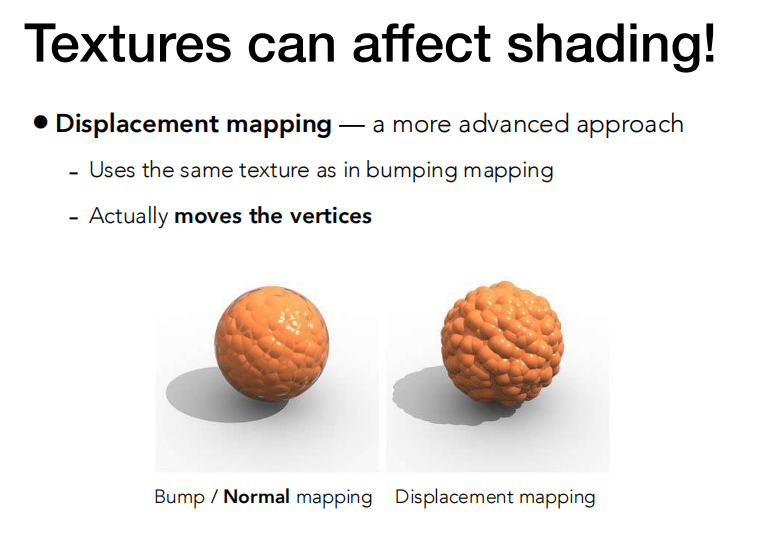 Textures can affect shading!
● Displacement mapping — a more advanced approach
- Uses the same texture as in bumping mapping
- Actually moves the vertices
Bump / Normal mapping Displacement mapping